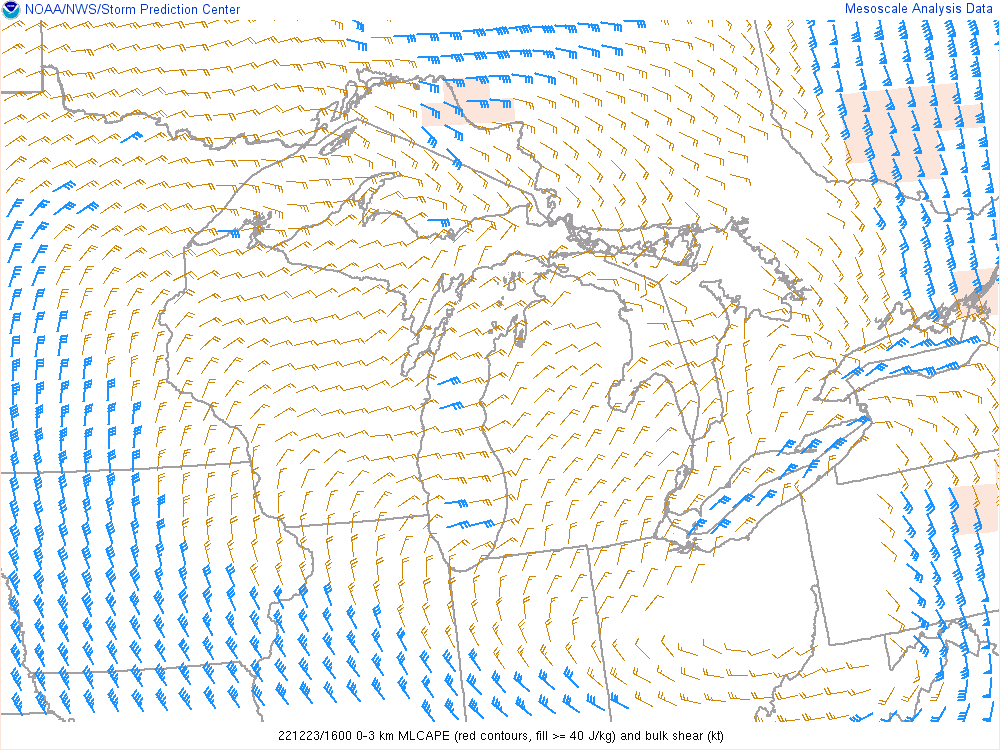 NOAA/NWS/Storm Prediction Center
Mesoscale Analysis Data
221223/1600 0-3 km MLCAPE (red contours, fill >= 40 J/kg) and bulk shear (kt)